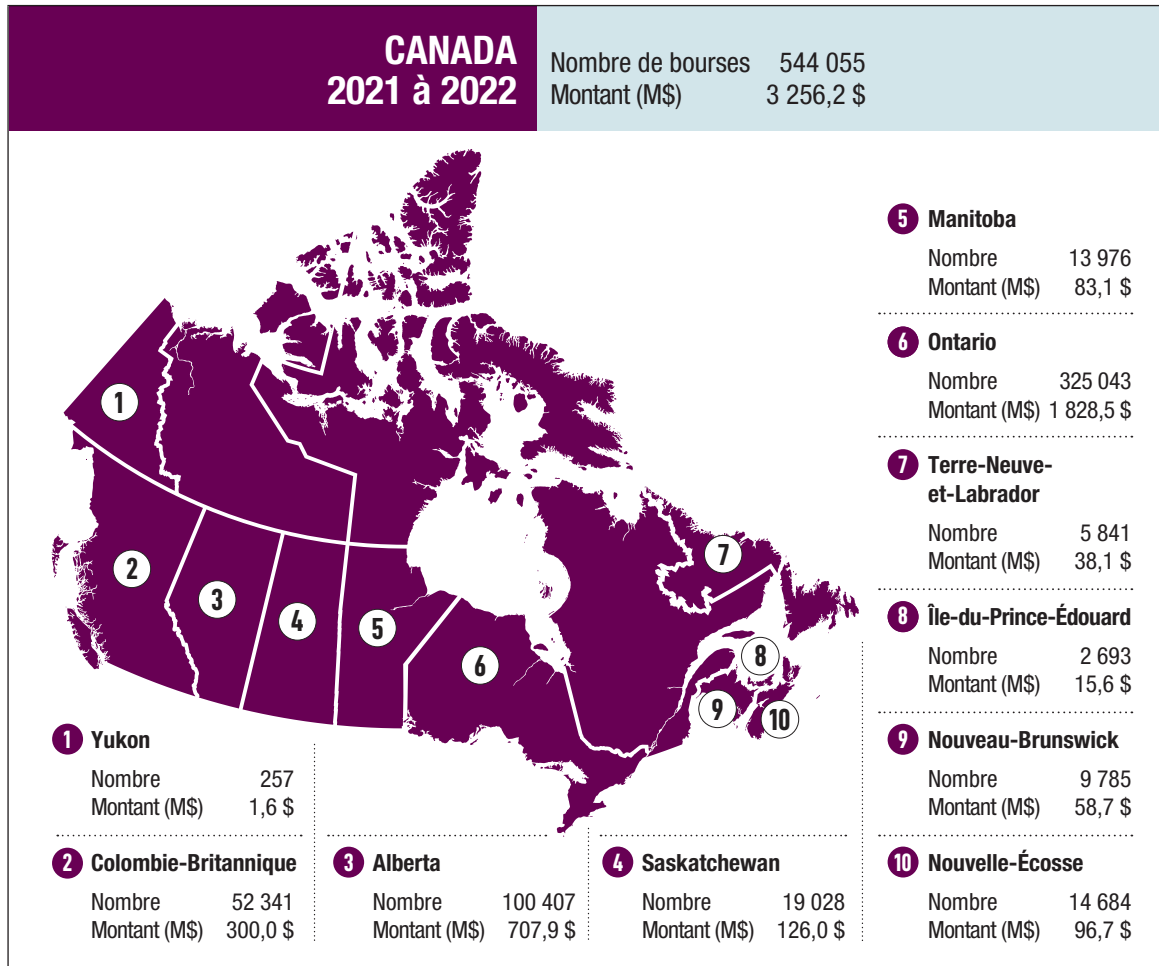 CANADA
2021 à 2022
Nombre de bourses 544 055
Montant (M$) 3 256,2 $
1
2
3
4
5
6
7
8
9
10
1 Yukon
Nombre 257
Montant (M$) 1,6 $
2 Colombie-Britannique
Nombre 52 341
Montant (M$) 300,0 $
3 Alberta
Nombre 100 407
Montant (M$) 707,9 $
4 Saskatchewan
Nombre 19 028
Montant (M$) 126,0 $
5 Manitoba
Nombre 13 976
Montant (M$) 83,1 $
6 Ontario
Nombre 325 043
Montant (M$) 1 828,5 $
7 Terre-Neuve-
et-Labrador
Nombre 5 841
Montant (M$) 38,1 $
8 Île-du-Prince-Édouard
Nombre 2 693
Montant (M$) 15,6 $
9 Nouveau-Brunswick
Nombre 9 785
Montant (M$) 58,7 $
10 Nouvelle-Écosse
Nombre 14 684
Montant (M$) 96,7 $